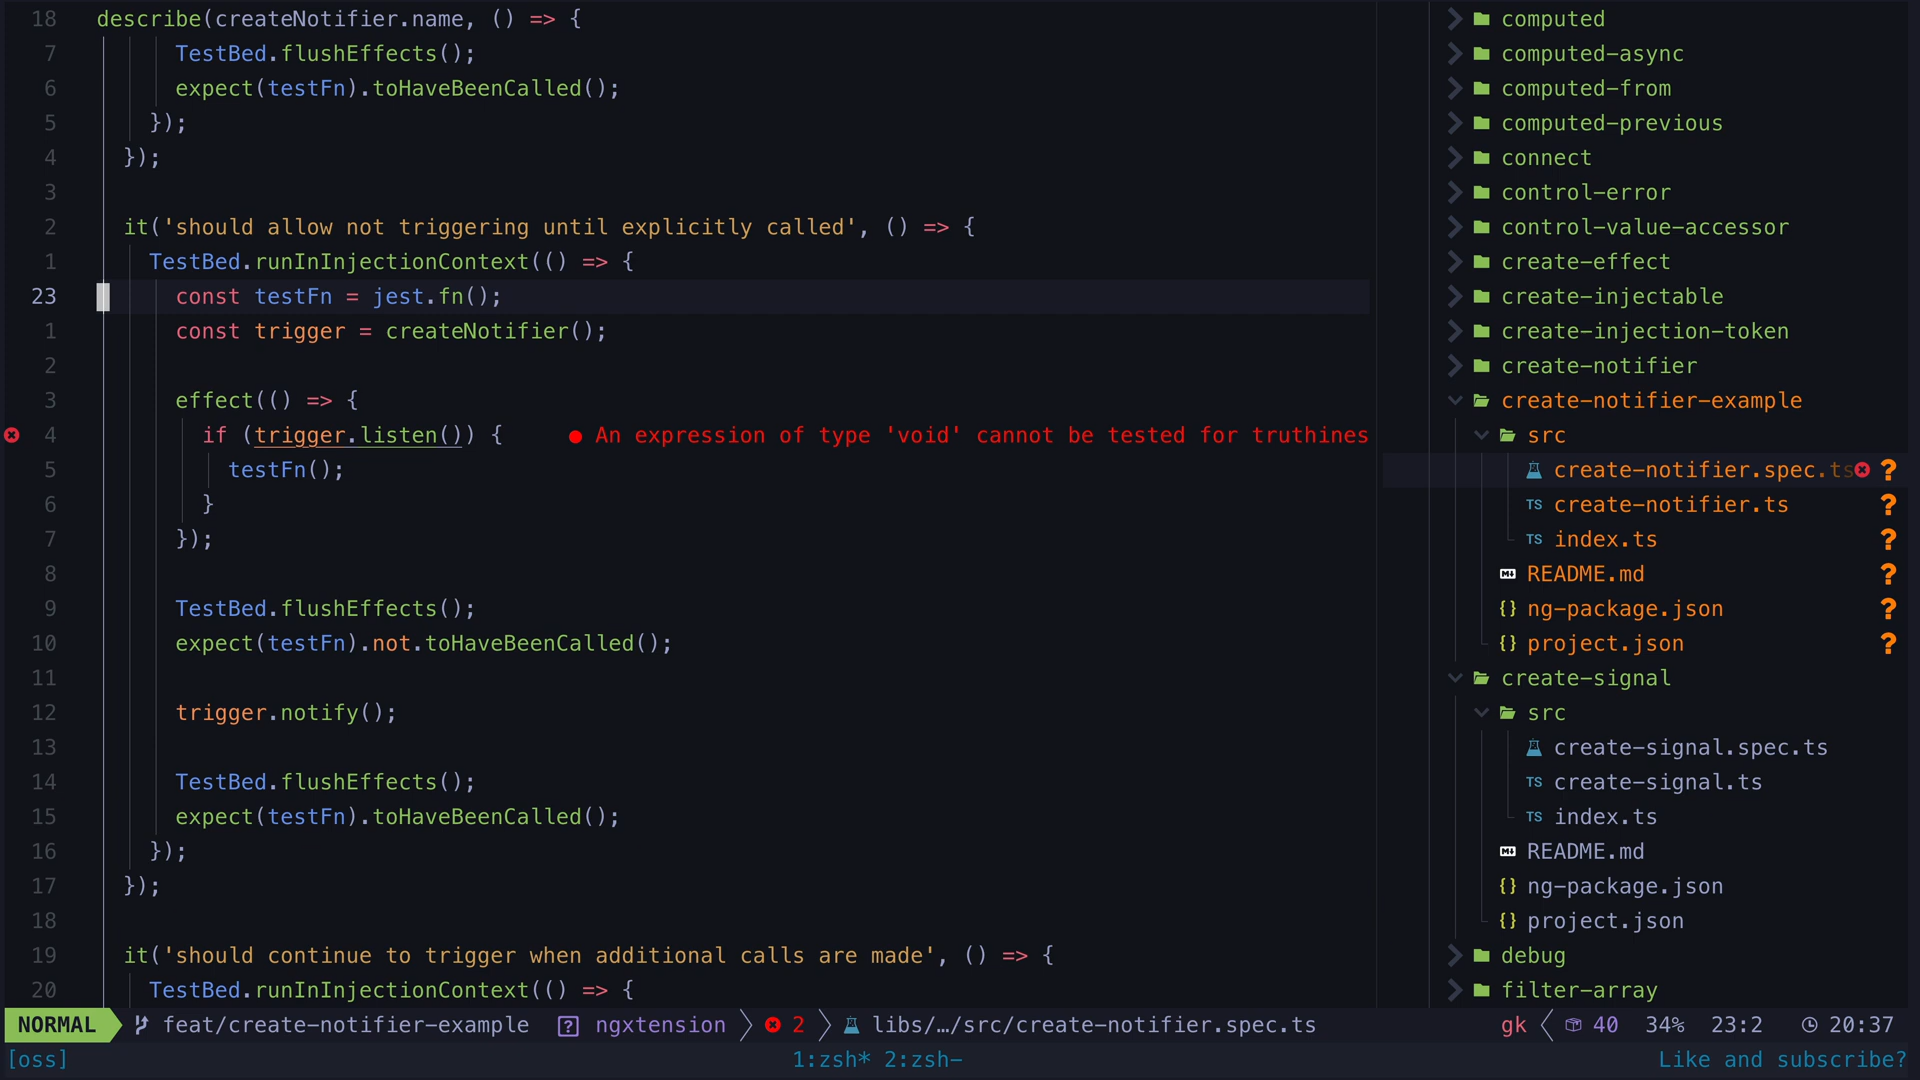 18 describe(createNotifier.name, () => {
7 TestBed.flushEffects();
6 expect(testFn).toHaveBeenCalled();
5 });
4 });
3
2 it('should allow not triggering until explicitly called', () => {
1 TestBed.runInInjectionContext(() => {
23 const testFn = jest.fn();
1 const trigger = createNotifier();
2
3 effect(() => {
4 if (trigger.listen()) { ● An expression of type 'void' cannot be tested for truthines
5 testFn();
6 }
7 });
8
9 TestBed.flushEffects();
10 expect(testFn).not.toHaveBeenCalled();
11
12 trigger.notify();
13
14 TestBed.flushEffects();
15 expect(testFn).toHaveBeenCalled();
16 });
17 });
18
19 it('should continue to trigger when additional calls are made', () => {
20 TestBed.runInInjectionContext(() => {
computed
computed-async
computed-from
computed-previous
connect
control-error
control-value-accessor
create-effect
create-injectable
create-injection-token
create-notifier
create-notifier-example
src
create-notifier.spec.ts ?
TS create-notifier.ts ?
TS index.ts ?
README.md ?
{} ng-package.json ?
{} project.json ?
create-signal
src
create-signal.spec.ts
TS create-signal.ts
TS index.ts
README.md
{} ng-package.json
{} project.json
debug
filter-array
NORMAL feat/create-notifier-example ? ngxtension 2 libs/…/src/create-notifier.spec.ts gk 40 34% 23:2 20:37
[oss] 1:zsh* 2:zsh- Like and subscribe?